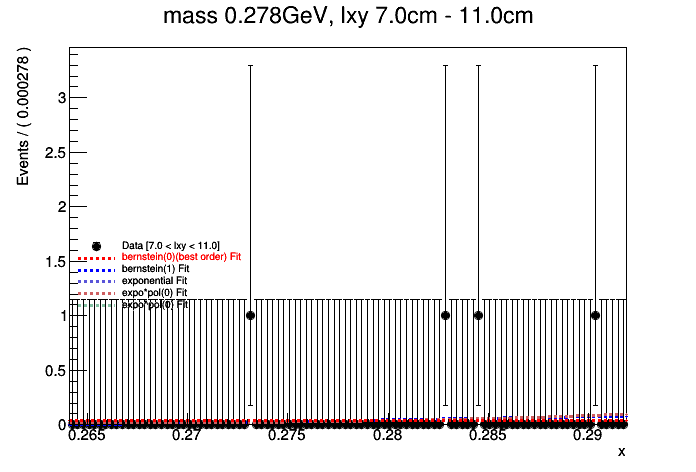 mass 0.278GeV, lxy 7.0cm - 11.0cm
Events / ( 0.000278 )
3
2.5
2
1.5
1
0.5
0
Data [7.0 < lxy < 11.0]
bernstein(0)(best order) Fit
bernstein(1) Fit
exponential Fit
expo*pol(0) Fit
expo*pol(0) Fit
0.265 0.27 0.275 0.28 0.285 0.29
x